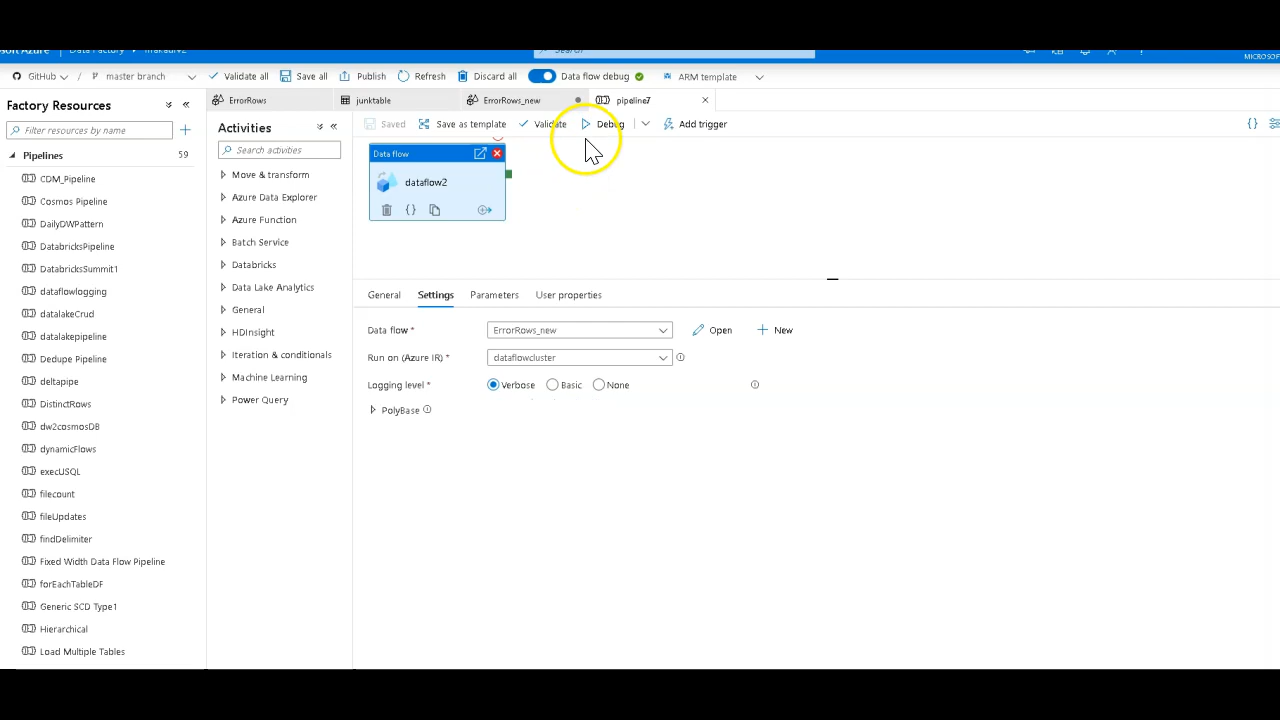 Data Factory
GitHub / master branch Validate all Save all Publish Refresh Discard all Data flow debug ARM template
Factory Resources
ErrorRows junktable ErrorRows_new pipeline7
Activities
Saved Save as template Validate Debug Add trigger
Filter resources by name
Search activities
Pipelines 59
CDM_Pipeline
Cosmos Pipeline
DailyDWPattern
DatabricksPipeline
DatabricksSummit1
dataflowlogging
datalakeCrud
datalakepipeline
Dedupe Pipeline
deltapipe
DistinctRows
dw2cosmosDB
dynamicFlows
execUSQL
filecount
fileUpdates
findDelimiter
Fixed Width Data Flow Pipeline
forEachTableDF
Generic SCD Type1
Hierarchical
Load Multiple Tables
Move & transform
Azure Data Explorer
Azure Function
Batch Service
Databricks
Data Lake Analytics
General
HDInsight
Iteration & conditionals
Machine Learning
Power Query
Data flow
dataflow2
General Settings Parameters User properties
Data flow * ErrorRows_new Open New
Run on (Azure IR) * dataflowcluster
Logging level * Verbose Basic None
PolyBase